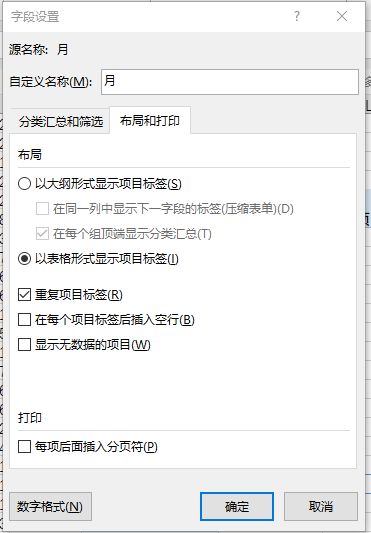 字段设置
源名称: 月
自定义名称(M): 月
分类汇总和筛选 布局和打印
布局
以大纲形式显示项目标签(S)
在同一列中显示下一字段的标签(压缩表单)(D)
在每个组顶端显示分类汇总(T)
以表格形式显示项目标签(I)
重复项目标签(R)
在每个项目标签后插入空行(B)
显示无数据的项目(W)
打印
每项后面插入分页符(P)
数字格式(N) 确定 取消